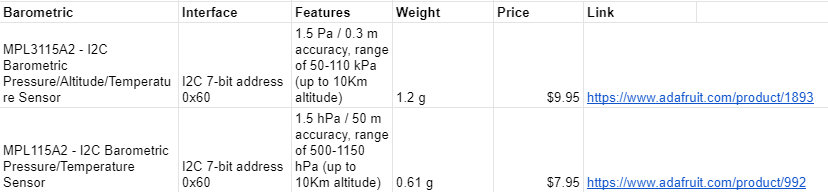 Barometric Interface Features Weight Price Link
MPL3115A2 - I2C
Barometric
Pressure/Altitude/Temperatu
re Sensor
I2C 7-bit address
0x60
1.5 Pa / 0.3 m
accuracy, range
of 50-110 kPa
(up to 10Km
altitude)
1.2 g
$9.95
https://www.adafruit.com/product/1893
MPL115A2 - I2C Barometric
Pressure/Temperature
Sensor
I2C 7-bit address
0x60
1.5 hPa / 50 m
accuracy, range
of 500-1150
hPa (up to
10Km altitude)
0.61 g
$7.95
https://www.adafruit.com/product/992